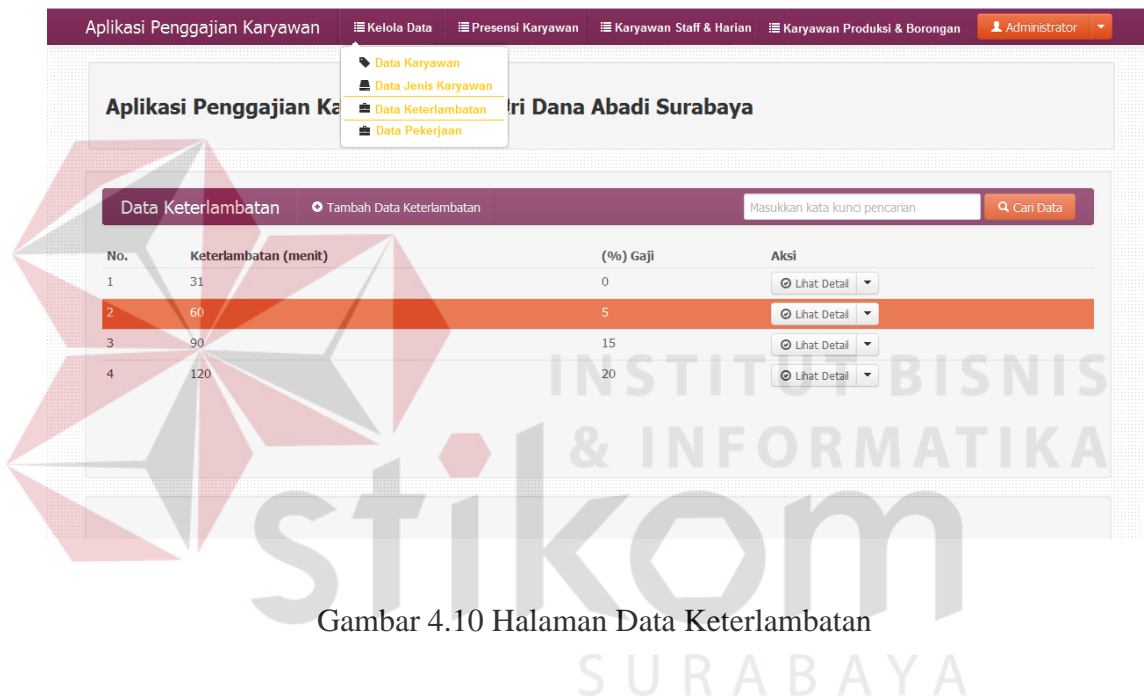 Aplikasi Penggajian Karyawan Kelola Data Presensi Karyawan Karyawan Staff & Harian Karyawan Produksi & Borongan Administrator
Data Karyawan
Data Jenis Karyawan
Data Keterlambatan
Data Pekerjaan
Aplikasi Penggajian Ka ri Dana Abadi Surabaya
Data Keterlambatan Tambah Data Keterlambatan Masukkan kata kunci pencarian Cari Data
No. Keterlambatan (menit) (%) Gaji Aksi
1 31 0 Lihat Detail
2 60 5 Lihat Detail
3 90 15 Lihat Detail
4 120 20 Lihat Detail
INSTITUT BISNIS
& INFORMATIKA
stikom
Gambar 4.10 Halaman Data Keterlambatan
SURABAYA